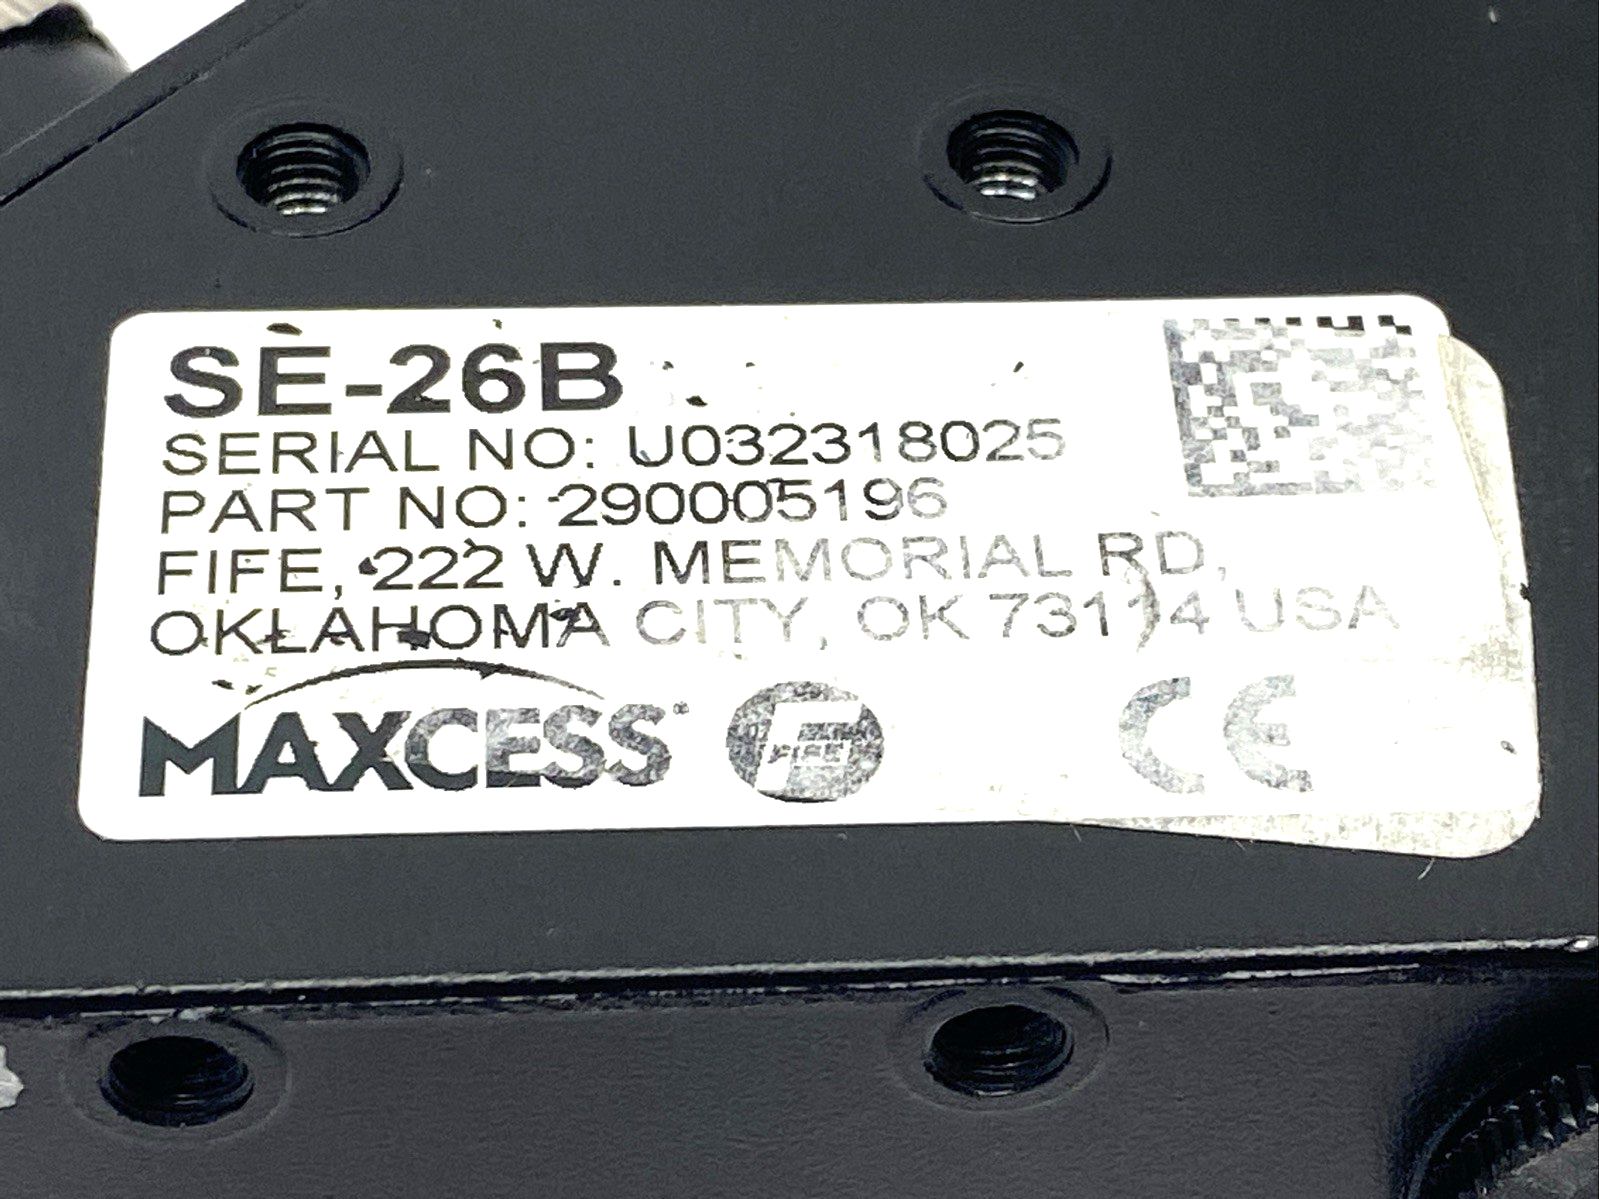 SE-26B
SERIAL NO: U032318025
PART NO: 290005196
FIFE, 222 W. MEMORIAL RD,
OKLAHOMA CITY, OK 73114 USA
MAXCESS® F FIFE CE